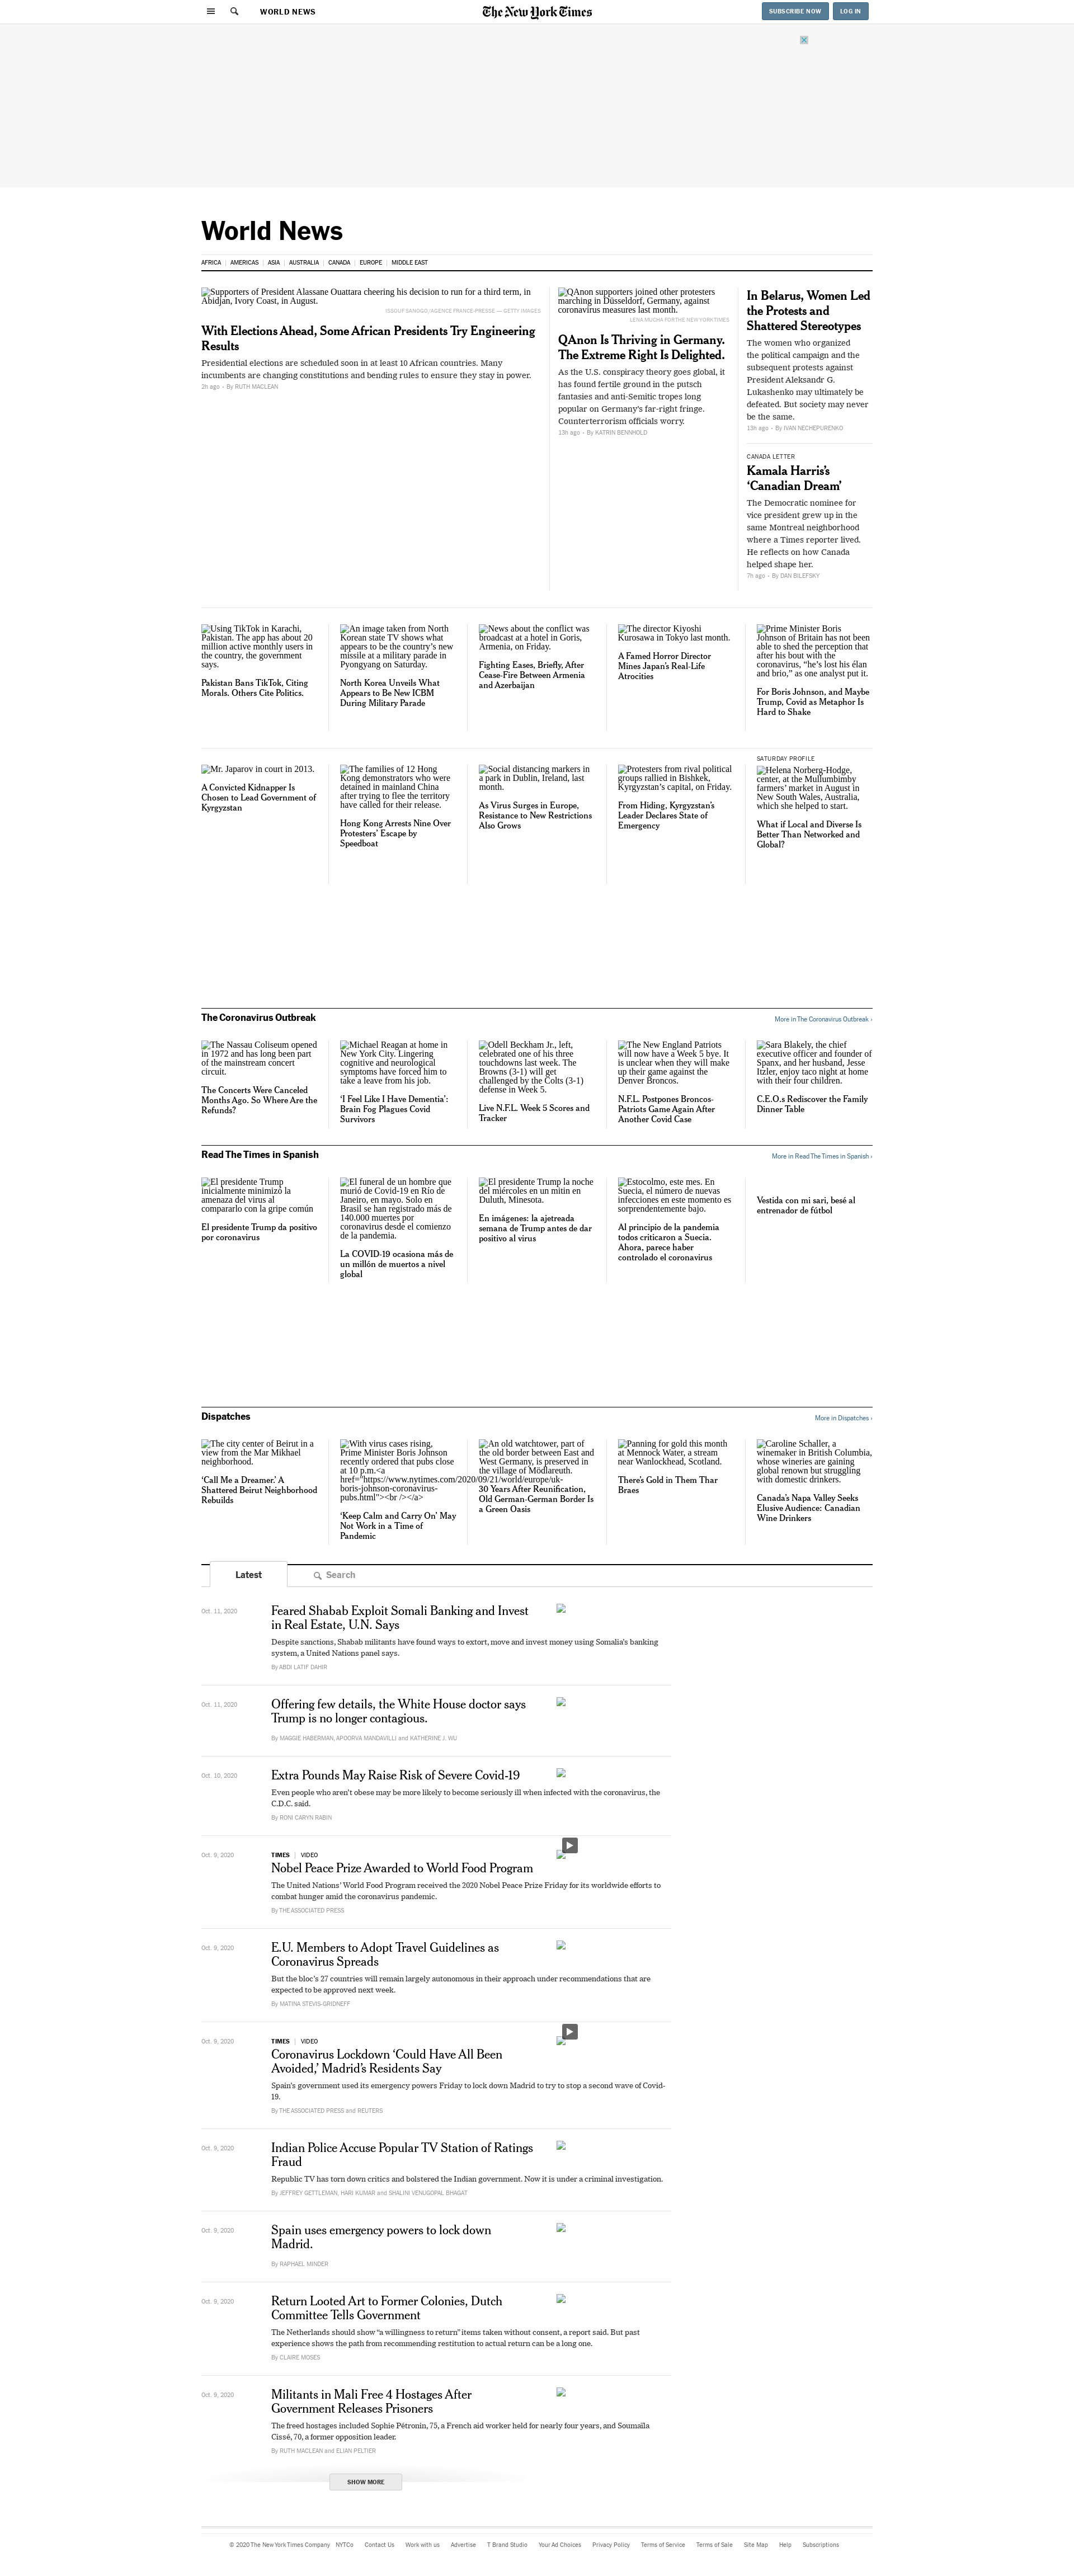 WORLD NEWS
The New York Times
SUBSCRIBE NOW
LOG IN
World News
AFRICA
AMERICAS
ASIA
AUSTRALIA
CANADA
EUROPE
MIDDLE EAST
Supporters of President Alassane Ouattara cheering his decision to run for a third term, in
Abidjan, Ivory Coast, in August.
ISSOUF SANOGO/AGENCE FRANCE-PRESSE — GETTY IMAGES
With Elections Ahead, Some African Presidents Try Engineering
Results
Presidential elections are scheduled soon in at least 10 African countries. Many
incumbents are changing constitutions and bending rules to ensure they stay in power.
2h ago • By RUTH MACLEAN
QAnon supporters joined other protesters
marching in Düsseldorf, Germany, against
coronavirus measures last month.
LENA MUCHA FOR THE NEW YORK TIMES
QAnon Is Thriving in Germany.
The Extreme Right Is Delighted.
As the U.S. conspiracy theory goes global, it
has found fertile ground in the putsch
fantasies and anti-Semitic tropes long
popular on Germany's far-right fringe.
Counterterrorism officials worry.
13h ago • By KATRIN BENNHOLD
In Belarus, Women Led
the Protests and
Shattered Stereotypes
The women who organized
the political campaign and the
subsequent protests against
President Aleksandr G.
Lukashenko may ultimately be
defeated. But society may never
be the same.
13h ago • By IVAN NECHEPURENKO
CANADA LETTER
Kamala Harris's
‘Canadian Dream’
The Democratic nominee for
vice president grew up in the
same Montreal neighborhood
where a Times reporter lived.
He reflects on how Canada
helped shape her.
7h ago • By DAN BILEFSKY
Using TikTok in Karachi,
Pakistan. The app has about 20
million active monthly users in
the country, the government
says.
Pakistan Bans TikTok, Citing
Morals. Others Cite Politics.
An image taken from North
Korean state TV shows what
appears to be the country's new
missile at a military parade in
Pyongyang on Saturday.
North Korea Unveils What
Appears to Be New ICBM
During Military Parade
News about the conflict was
broadcast at a hotel in Goris,
Armenia, on Friday.
Fighting Eases, Briefly, After
Cease-Fire Between Armenia
and Azerbaijan
The director Kiyoshi
Kurosawa in Tokyo last month.
A Famed Horror Director
Mines Japan's Real-Life
Atrocities
Prime Minister Boris
Johnson of Britain has not been
able to shed the perception that
after his bout with the
coronavirus, “he's lost his élan
and brio,” as one analyst put it.
For Boris Johnson, and Maybe
Trump, Covid as Metaphor Is
Hard to Shake
Mr. Japarov in court in 2013.
A Convicted Kidnapper Is
Chosen to Lead Government of
Kyrgyzstan
The families of 12 Hong
Kong demonstrators who were
detained in mainland China
after trying to flee the territory
have called for their release.
Hong Kong Arrests Nine Over
Protesters' Escape by
Speedboat
Social distancing markers in
a park in Dublin, Ireland, last
month.
As Virus Surges in Europe,
Resistance to New Restrictions
Also Grows
Protesters from rival political
groups rallied in Bishkek,
Kyrgyzstan's capital, on Friday.
From Hiding, Kyrgyzstan's
Leader Declares State of
Emergency
SATURDAY PROFILE
Helena Norberg-Hodge,
center, at the Mullumbimby
farmers' market in August in
New South Wales, Australia,
which she helped to start.
What if Local and Diverse Is
Better Than Networked and
Global?
The Coronavirus Outbreak
More in The Coronavirus Outbreak ›
The Nassau Coliseum opened
in 1972 and has long been part
of the mainstream concert
circuit.
The Concerts Were Canceled
Months Ago. So Where Are the
Refunds?
Michael Reagan at home in
New York City. Lingering
cognitive and neurological
symptoms have forced him to
take a leave from his job.
‘I Feel Like I Have Dementia’:
Brain Fog Plagues Covid
Survivors
Odell Beckham Jr., left,
celebrated one of his three
touchdowns last week. The
Browns (3-1) will get
challenged by the Colts (3-1)
defense in Week 5.
Live N.F.L. Week 5 Scores and
Tracker
The New England Patriots
will now have a Week 5 bye. It
is unclear when they will make
up their game against the
Denver Broncos.
N.F.L. Postpones Broncos-
Patriots Game Again After
Another Covid Case
Sara Blakely, the chief
executive officer and founder of
Spanx, and her husband, Jesse
Itzler, enjoy taco night at home
with their four children.
C.E.O.s Rediscover the Family
Dinner Table
Read The Times in Spanish
More in Read The Times in Spanish ›
El presidente Trump
inicialmente minimizó la
amenaza del virus al
compararlo con la gripe común
El presidente Trump da positivo
por coronavirus
El funeral de un hombre que
murió de Covid-19 en Río de
Janeiro, en mayo. Solo en
Brasil se han registrado más de
140.000 muertes por
coronavirus desde el comienzo
de la pandemia.
La COVID-19 ocasiona más de
un millón de muertos a nivel
global
El presidente Trump la noche
del miércoles en un mitin en
Duluth, Minesota.
En imágenes: la ajetreada
semana de Trump antes de dar
positivo al virus
Estocolmo, este mes. En
Suecia, el número de nuevas
infecciones en este momento es
sorprendentemente bajo.
Al principio de la pandemia
todos criticaron a Suecia.
Ahora, parece haber
controlado el coronavirus
Vestida con mi sari, besé al
entrenador de fútbol
Dispatches
More in Dispatches ›
The city center of Beirut in a
view from the Mar Mikhael
neighborhood.
‘Call Me a Dreamer.’ A
Shattered Beirut Neighborhood
Rebuilds
With virus cases rising,
Prime Minister Boris Johnson
recently ordered that pubs close
at 10 p.m.<a
href="https://www.nytimes.com/2020/09/21/world/europe/uk-
boris-johnson-coronavirus-
pubs.html"><br /></a>
‘Keep Calm and Carry On’ May
Not Work in a Time of
Pandemic
An old watchtower, part of
the old border between East and
West Germany, is preserved in
the village of Mödlareuth.
30 Years After Reunification,
Old German-German Border Is
a Green Oasis
Panning for gold this month
at Mennock Water, a stream
near Wanlockhead, Scotland.
There's Gold in Them Thar
Braes
Caroline Schaller, a
winemaker in British Columbia,
whose wineries are gaining
global renown but struggling
with domestic drinkers.
Canada's Napa Valley Seeks
Elusive Audience: Canadian
Wine Drinkers
Latest
Search
Oct. 11, 2020
Feared Shabab Exploit Somali Banking and Invest
in Real Estate, U.N. Says
Despite sanctions, Shabab militants have found ways to extort, move and invest money using Somalia's banking
system, a United Nations panel says.
By ABDI LATIF DAHIR
Oct. 11, 2020
Offering few details, the White House doctor says
Trump is no longer contagious.
By MAGGIE HABERMAN, APOORVA MANDAVILLI and KATHERINE J. WU
Oct. 10, 2020
Extra Pounds May Raise Risk of Severe Covid-19
Even people who aren't obese may be more likely to become seriously ill when infected with the coronavirus, the
C.D.C. said.
By RONI CARYN RABIN
Oct. 9, 2020
TIMES | VIDEO
Nobel Peace Prize Awarded to World Food Program
The United Nations' World Food Program received the 2020 Nobel Peace Prize Friday for its worldwide efforts to
combat hunger amid the coronavirus pandemic.
By THE ASSOCIATED PRESS
Oct. 9, 2020
E.U. Members to Adopt Travel Guidelines as
Coronavirus Spreads
But the bloc's 27 countries will remain largely autonomous in their approach under recommendations that are
expected to be approved next week.
By MATINA STEVIS-GRIDNEFF
Oct. 9, 2020
TIMES | VIDEO
Coronavirus Lockdown ‘Could Have All Been
Avoided,’ Madrid's Residents Say
Spain's government used its emergency powers Friday to lock down Madrid to try to stop a second wave of Covid-
19.
By THE ASSOCIATED PRESS and REUTERS
Oct. 9, 2020
Indian Police Accuse Popular TV Station of Ratings
Fraud
Republic TV has torn down critics and bolstered the Indian government. Now it is under a criminal investigation.
By JEFFREY GETTLEMAN, HARI KUMAR and SHALINI VENUGOPAL BHAGAT
Oct. 9, 2020
Spain uses emergency powers to lock down
Madrid.
By RAPHAEL MINDER
Oct. 9, 2020
Return Looted Art to Former Colonies, Dutch
Committee Tells Government
The Netherlands should show “a willingness to return” items taken without consent, a report said. But past
experience shows the path from recommending restitution to actual return can be a long one.
By CLAIRE MOSES
Oct. 9, 2020
Militants in Mali Free 4 Hostages After
Government Releases Prisoners
The freed hostages included Sophie Pétronin, 75, a French aid worker held for nearly four years, and Soumaïla
Cissé, 70, a former opposition leader.
By RUTH MACLEAN and ELIAN PELTIER
SHOW MORE
© 2020 The New York Times Company
NYTCo
Contact Us
Work with us
Advertise
T Brand Studio
Your Ad Choices
Privacy Policy
Terms of Service
Terms of Sale
Site Map
Help
Subscriptions